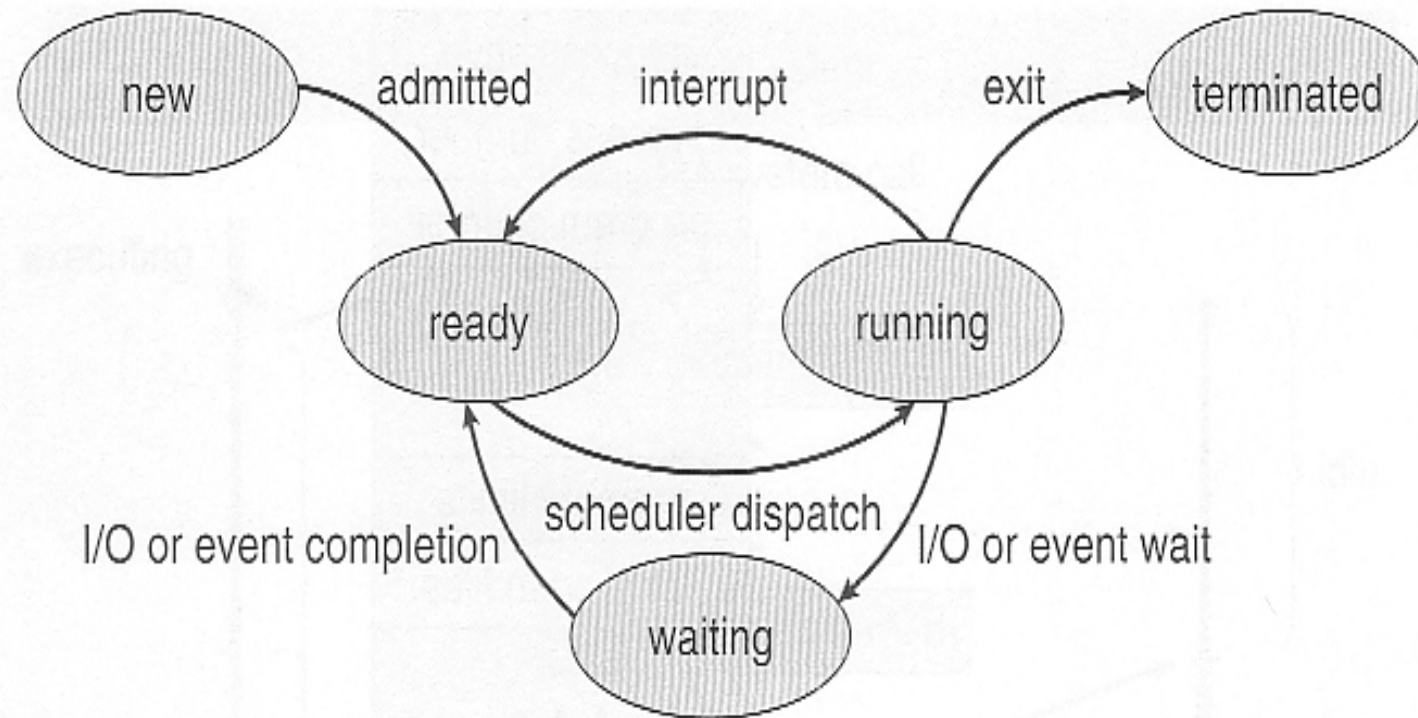 new
admitted
interrupt
exit
terminated
ready
running
scheduler dispatch
I/O or event completion
I/O or event wait
waiting